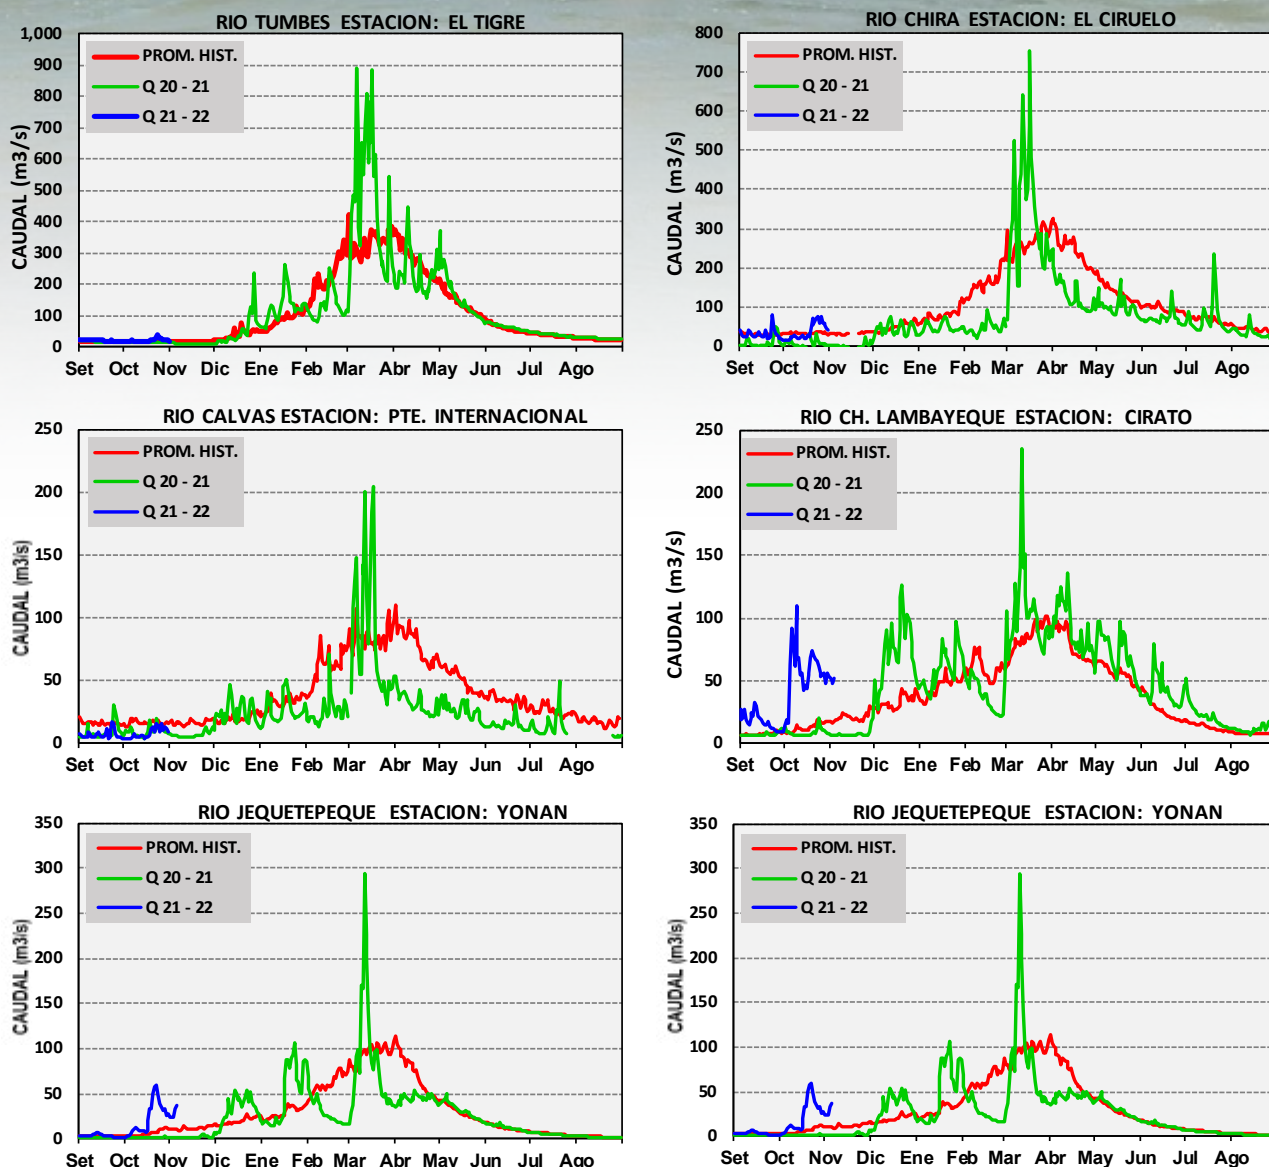 RIO TUMBES ESTACION: EL TIGRE
CAUDAL (m3/s)
1,000
900
800
700
600
500
400
300
200
100
0
PROM. HIST.
Q 20 - 21
Q 21 - 22
Set Oct Nov Dic Ene Feb Mar Abr May Jun Jul Ago
RIO CHIRA ESTACION: EL CIRUELO
CAUDAL (m3/s)
800
700
600
500
400
300
200
100
0
PROM. HIST.
Q 20 - 21
Q 21 - 22
Set Oct Nov Dic Ene Feb Mar Abr May Jun Jul Ago
RIO CALVAS ESTACION: PTE. INTERNACIONAL
CAUDAL (m3/s)
250
200
150
100
50
0
PROM. HIST.
Q 20 - 21
Q 21 - 22
Set Oct Nov Dic Ene Feb Mar Abr May Jun Jul Ago
RIO CH. LAMBAYEQUE ESTACION: CIRATO
CAUDAL (m3/s)
250
200
150
100
50
0
PROM. HIST.
Q 20 - 21
Q 21 - 22
Set Oct Nov Dic Ene Feb Mar Abr May Jun Jul Ago
RIO JEQUETEPEQUE ESTACION: YONAN
CAUDAL (m3/s)
350
300
250
200
150
100
50
0
PROM. HIST.
Q 20 - 21
Q 21 - 22
Set Oct Nov Dic Ene Feb Mar Abr May Jun Jul Ago
RIO JEQUETEPEQUE ESTACION: YONAN
CAUDAL (m3/s)
350
300
250
200
150
100
50
0
PROM. HIST.
Q 20 - 21
Q 21 - 22
Set Oct Nov Dic Ene Feb Mar Abr May Jun Jul Ago